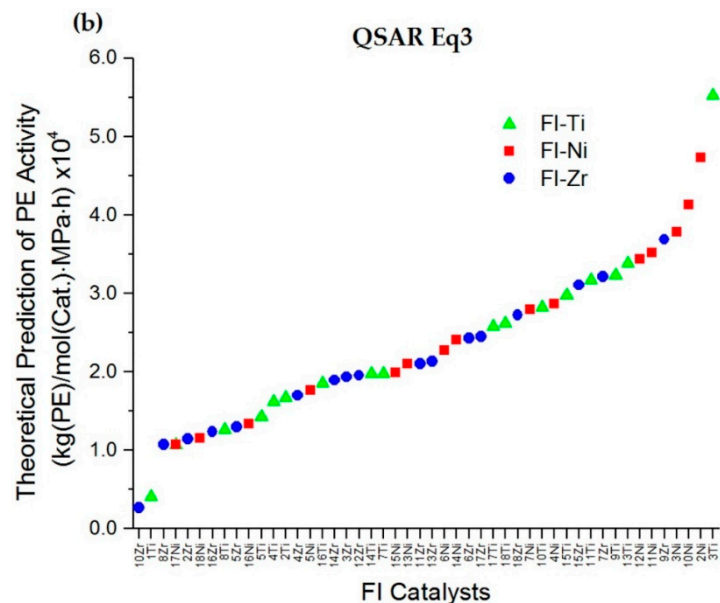 (b)
QSAR Eq3
Theoretical Prediction of PE Activity
(kg(PE)/mol(Cat.)·MPa·h) x10⁴
6.0
5.0
4.0
3.0
2.0
1.0
0.0
FI-Ti
FI-Ni
FI-Zr
10Zr
1Ti
8Zr
17Ni
2Zr
18Ni
16Zr
8Ti
5Zr
16Ni
5Ti
4Ti
2Ti
4Zr
5Ni
16Ti
14Zr
3Zr
12Zr
14Ti
7Ti
15Ni
13Ni
11Zr
13Zr
6Ni
14Ni
6Zr
17Zr
17Ti
18Ti
18Zr
7Ni
10Ti
4Ni
15Ti
15Zr
11Ti
7Zr
9Ti
13Ti
12Ni
11Ni
9Zr
3Ni
10Ni
2Ni
3Ti
FI Catalysts